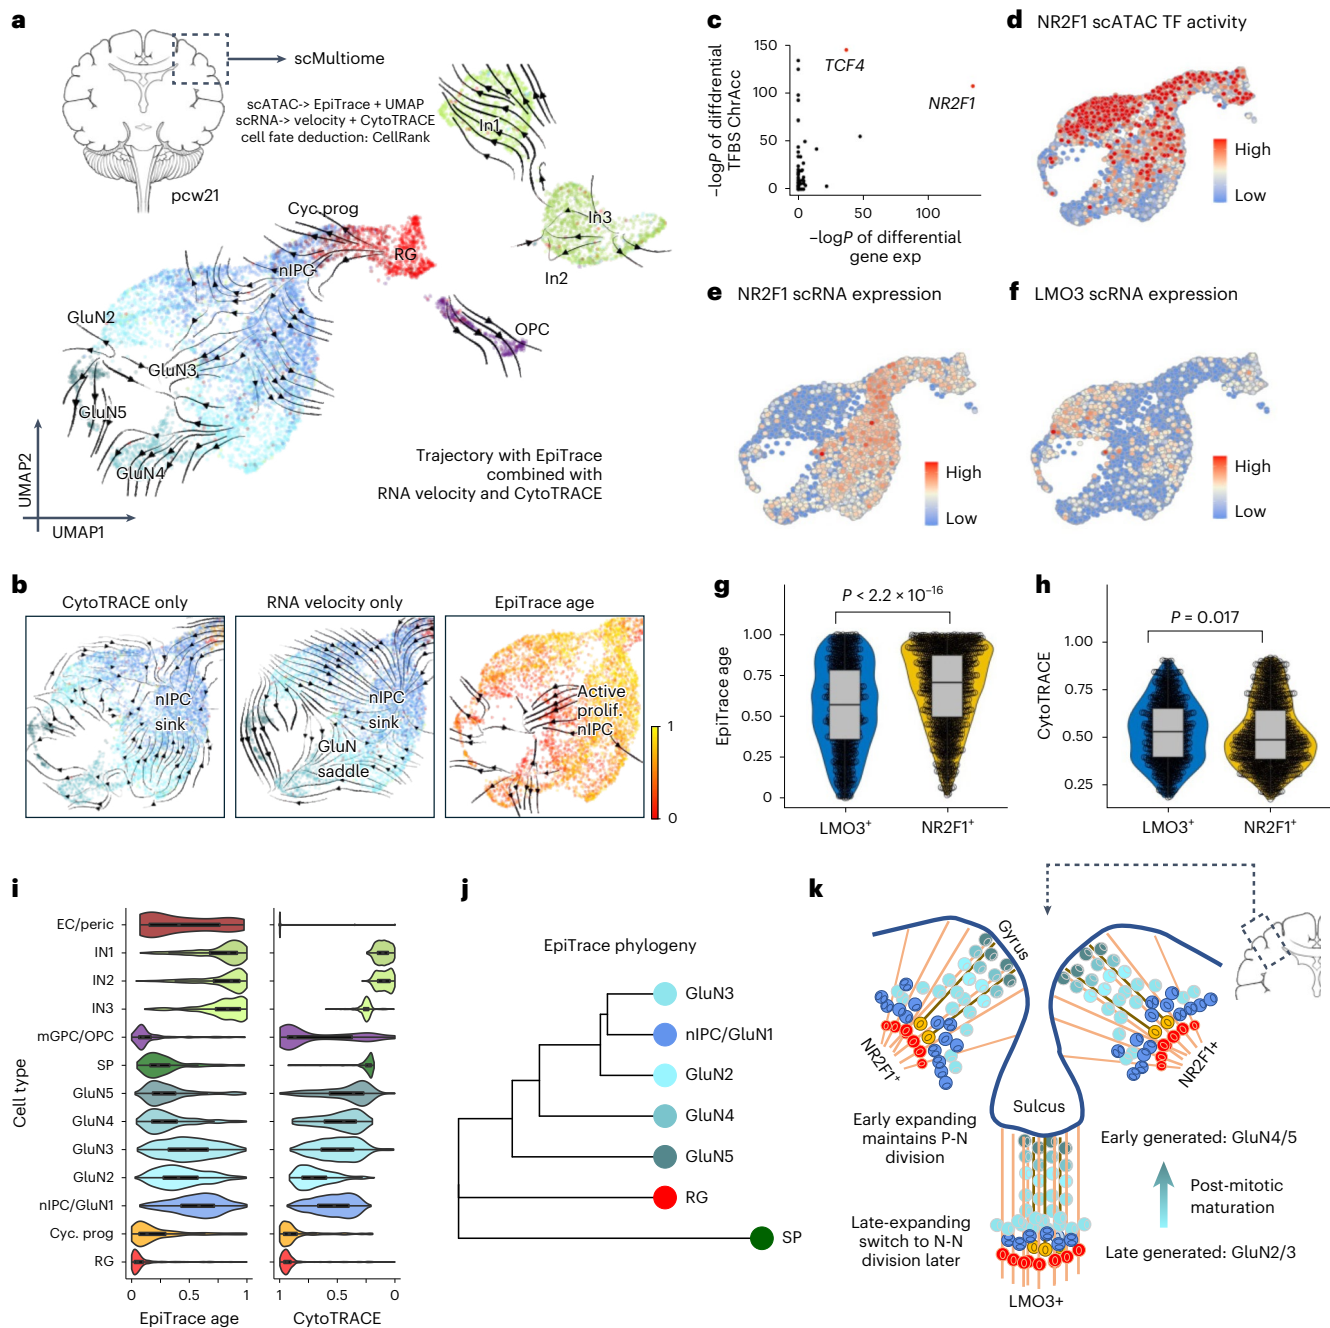 a
scMultiome
scATAC-> EpiTrace + UMAP
scRNA-> velocity + CytoTRACE
cell fate deduction: CellRank
pcw21
In1
In3
In2
Cyc.prog
RG
nIPC
OPC
GluN2
GluN3
GluN5
GluN4
Trajectory with EpiTrace
combined with
RNA velocity and CytoTRACE
UMAP2
UMAP1
b
CytoTRACE only
RNA velocity only
EpiTrace age
nIPC
sink
nIPC
sink
GluN
saddle
Active
prolif.
nIPC
1
0
c
–logP of diffdrential
TFBS ChrAcc
150
100
50
0
TCF4
NR2F1
0
50
100
–logP of differential
gene exp
d
NR2F1 scATAC TF activity
High
Low
e
NR2F1 scRNA expression
High
Low
f
LMO3 scRNA expression
High
Low
g
P < 2.2 × 10⁻¹⁶
EpiTrace age
1.00
0.75
0.50
0.25
0
LMO3⁺
NR2F1⁺
h
P = 0.017
CytoTRACE
1.00
0.75
0.50
0.25
LMO3⁺
NR2F1⁺
i
Cell type
EC/peric
IN1
IN2
IN3
mGPC/OPC
SP
GluN5
GluN4
GluN3
GluN2
nIPC/GluN1
Cyc. prog
RG
0
0.5
1
EpiTrace age
1
0.5
0
CytoTRACE
j
EpiTrace phylogeny
GluN3
nIPC/GluN1
GluN2
GluN4
GluN5
RG
SP
k
Gyrus
NR2F1⁺
NR2F1+
Sulcus
Early expanding
maintains P-N
division
Early generated: GluN4/5
Post-mitotic
maturation
Late-expanding
switch to N-N
division later
Late generated: GluN2/3
LMO3+